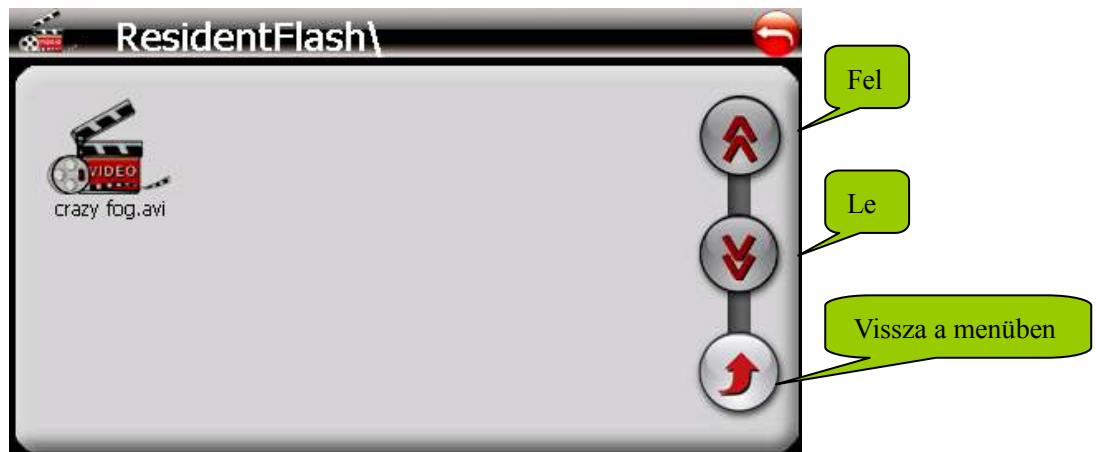 ResidentFlash\
Fel
VIDEO
crazy fog.avi
Le
Vissza a menüben